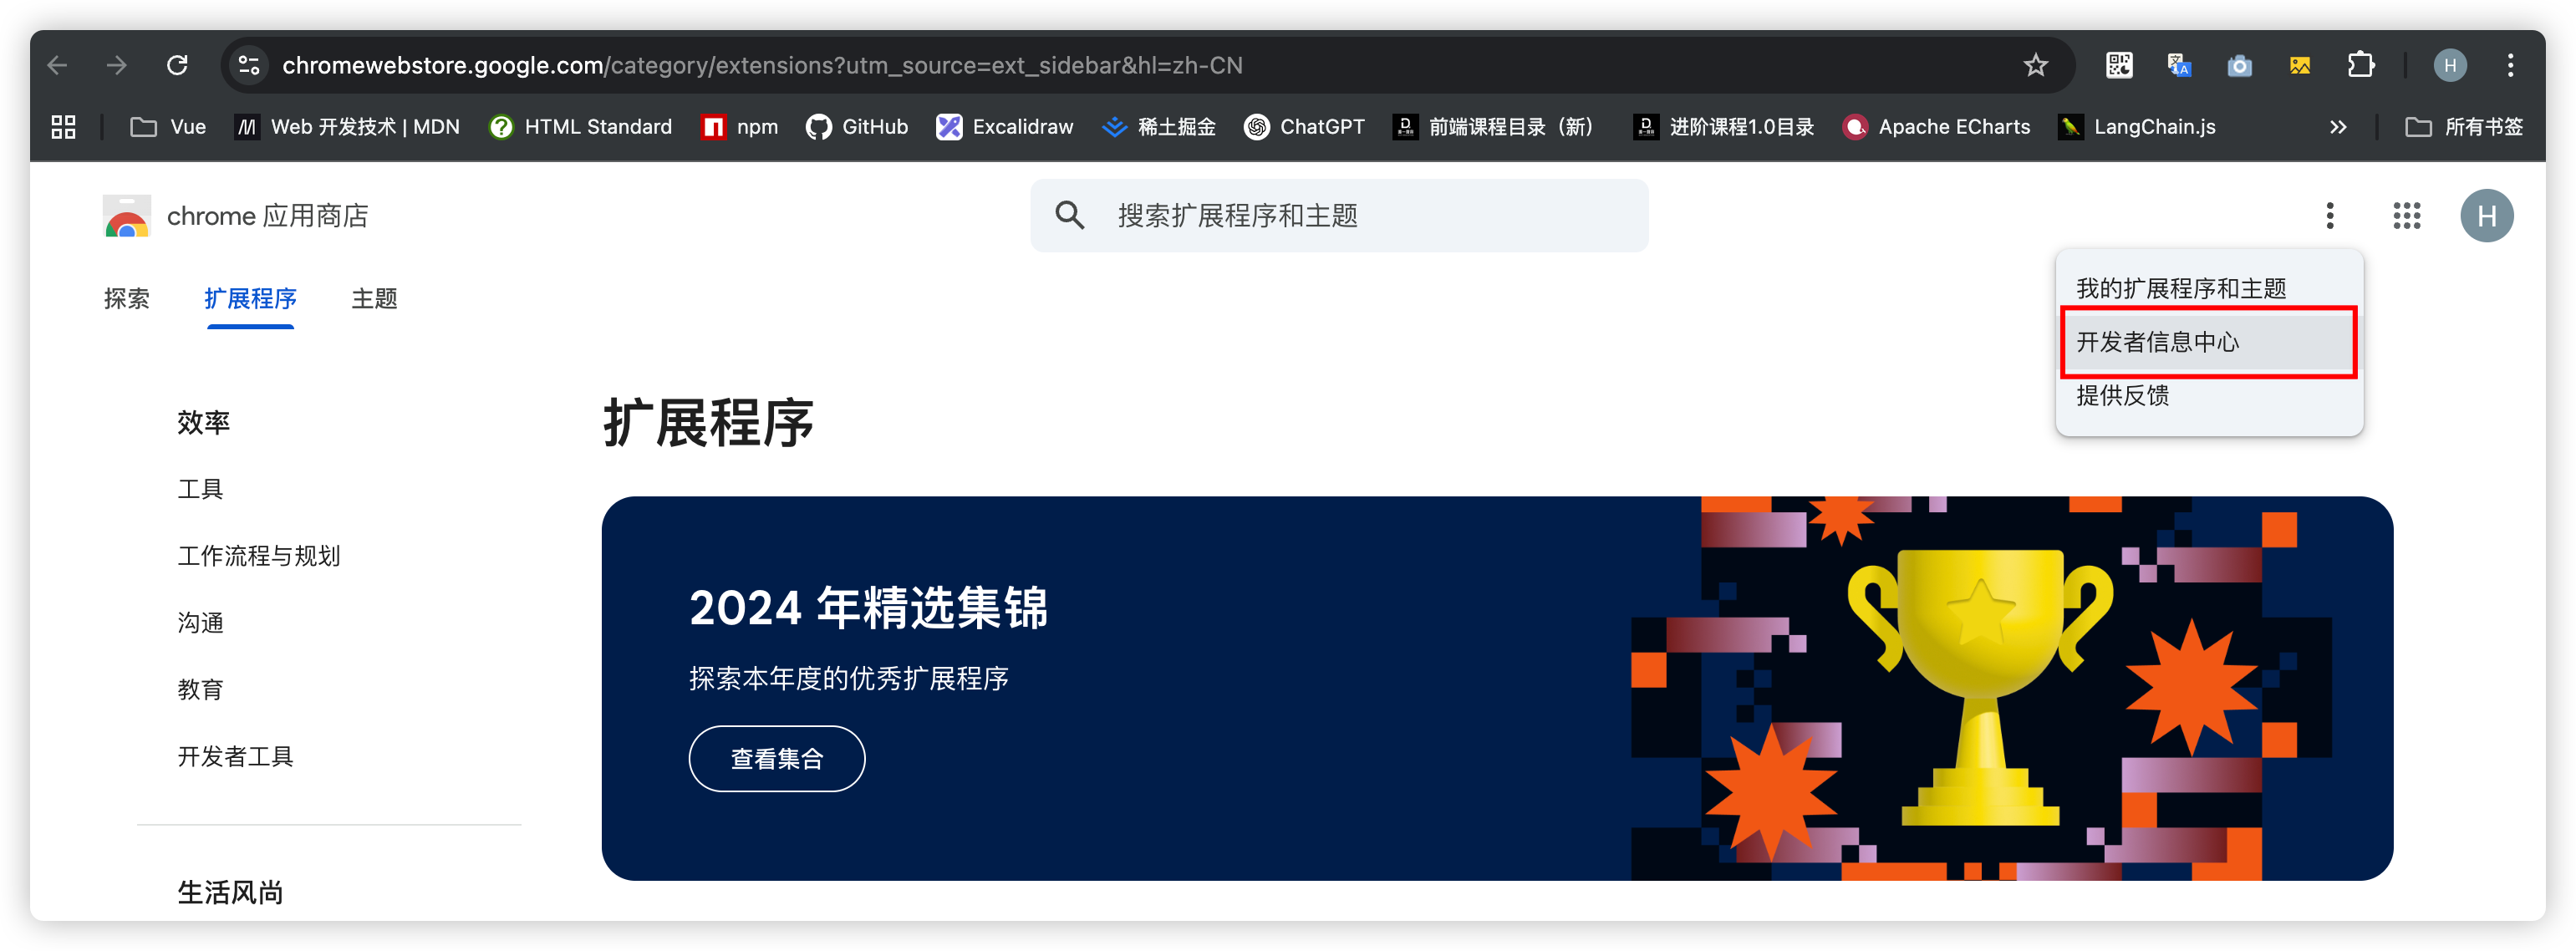 chromewebstore.google.com/category/extensions?utm_source=ext_sidebar&hl=zh-CN
H
Vue
Web 开发技术 | MDN
HTML Standard
npm
GitHub
Excalidraw
稀土掘金
ChatGPT
前端课程目录（新）
进阶课程1.0目录
Apache ECharts
LangChain.js
所有书签
chrome 应用商店
搜索扩展程序和主题
H
探索
扩展程序
主题
我的扩展程序和主题
开发者信息中心
提供反馈
效率
工具
工作流程与规划
沟通
教育
开发者工具
生活风尚
扩展程序
2024 年精选集锦
探索本年度的优秀扩展程序
查看集合